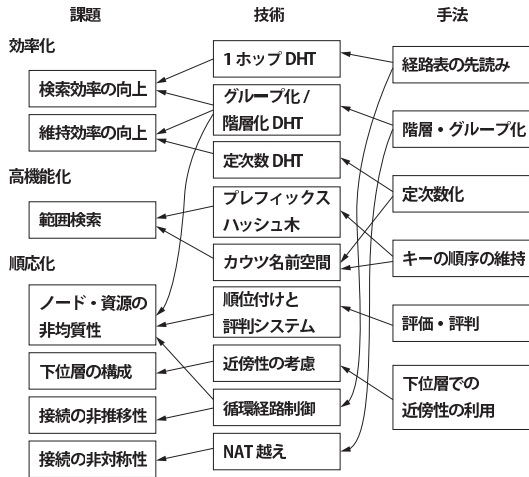 課題
技術
手法
効率化
検索効率の向上
維持効率の向上
高機能化
範囲検索
順応化
ノード・資源の
非均質性
下位層の構成
接続の非推移性
接続の非対称性
1ホップ DHT
グループ化 /
階層化 DHT
定次数 DHT
プレフィックス
ハッシュ木
カウツ名前空間
順位付けと
評判システム
近傍性の考慮
循環経路制御
NAT 越え
経路表の先読み
階層・グループ化
定次数化
キーの順序の維持
評価・評判
下位層での
近傍性の利用